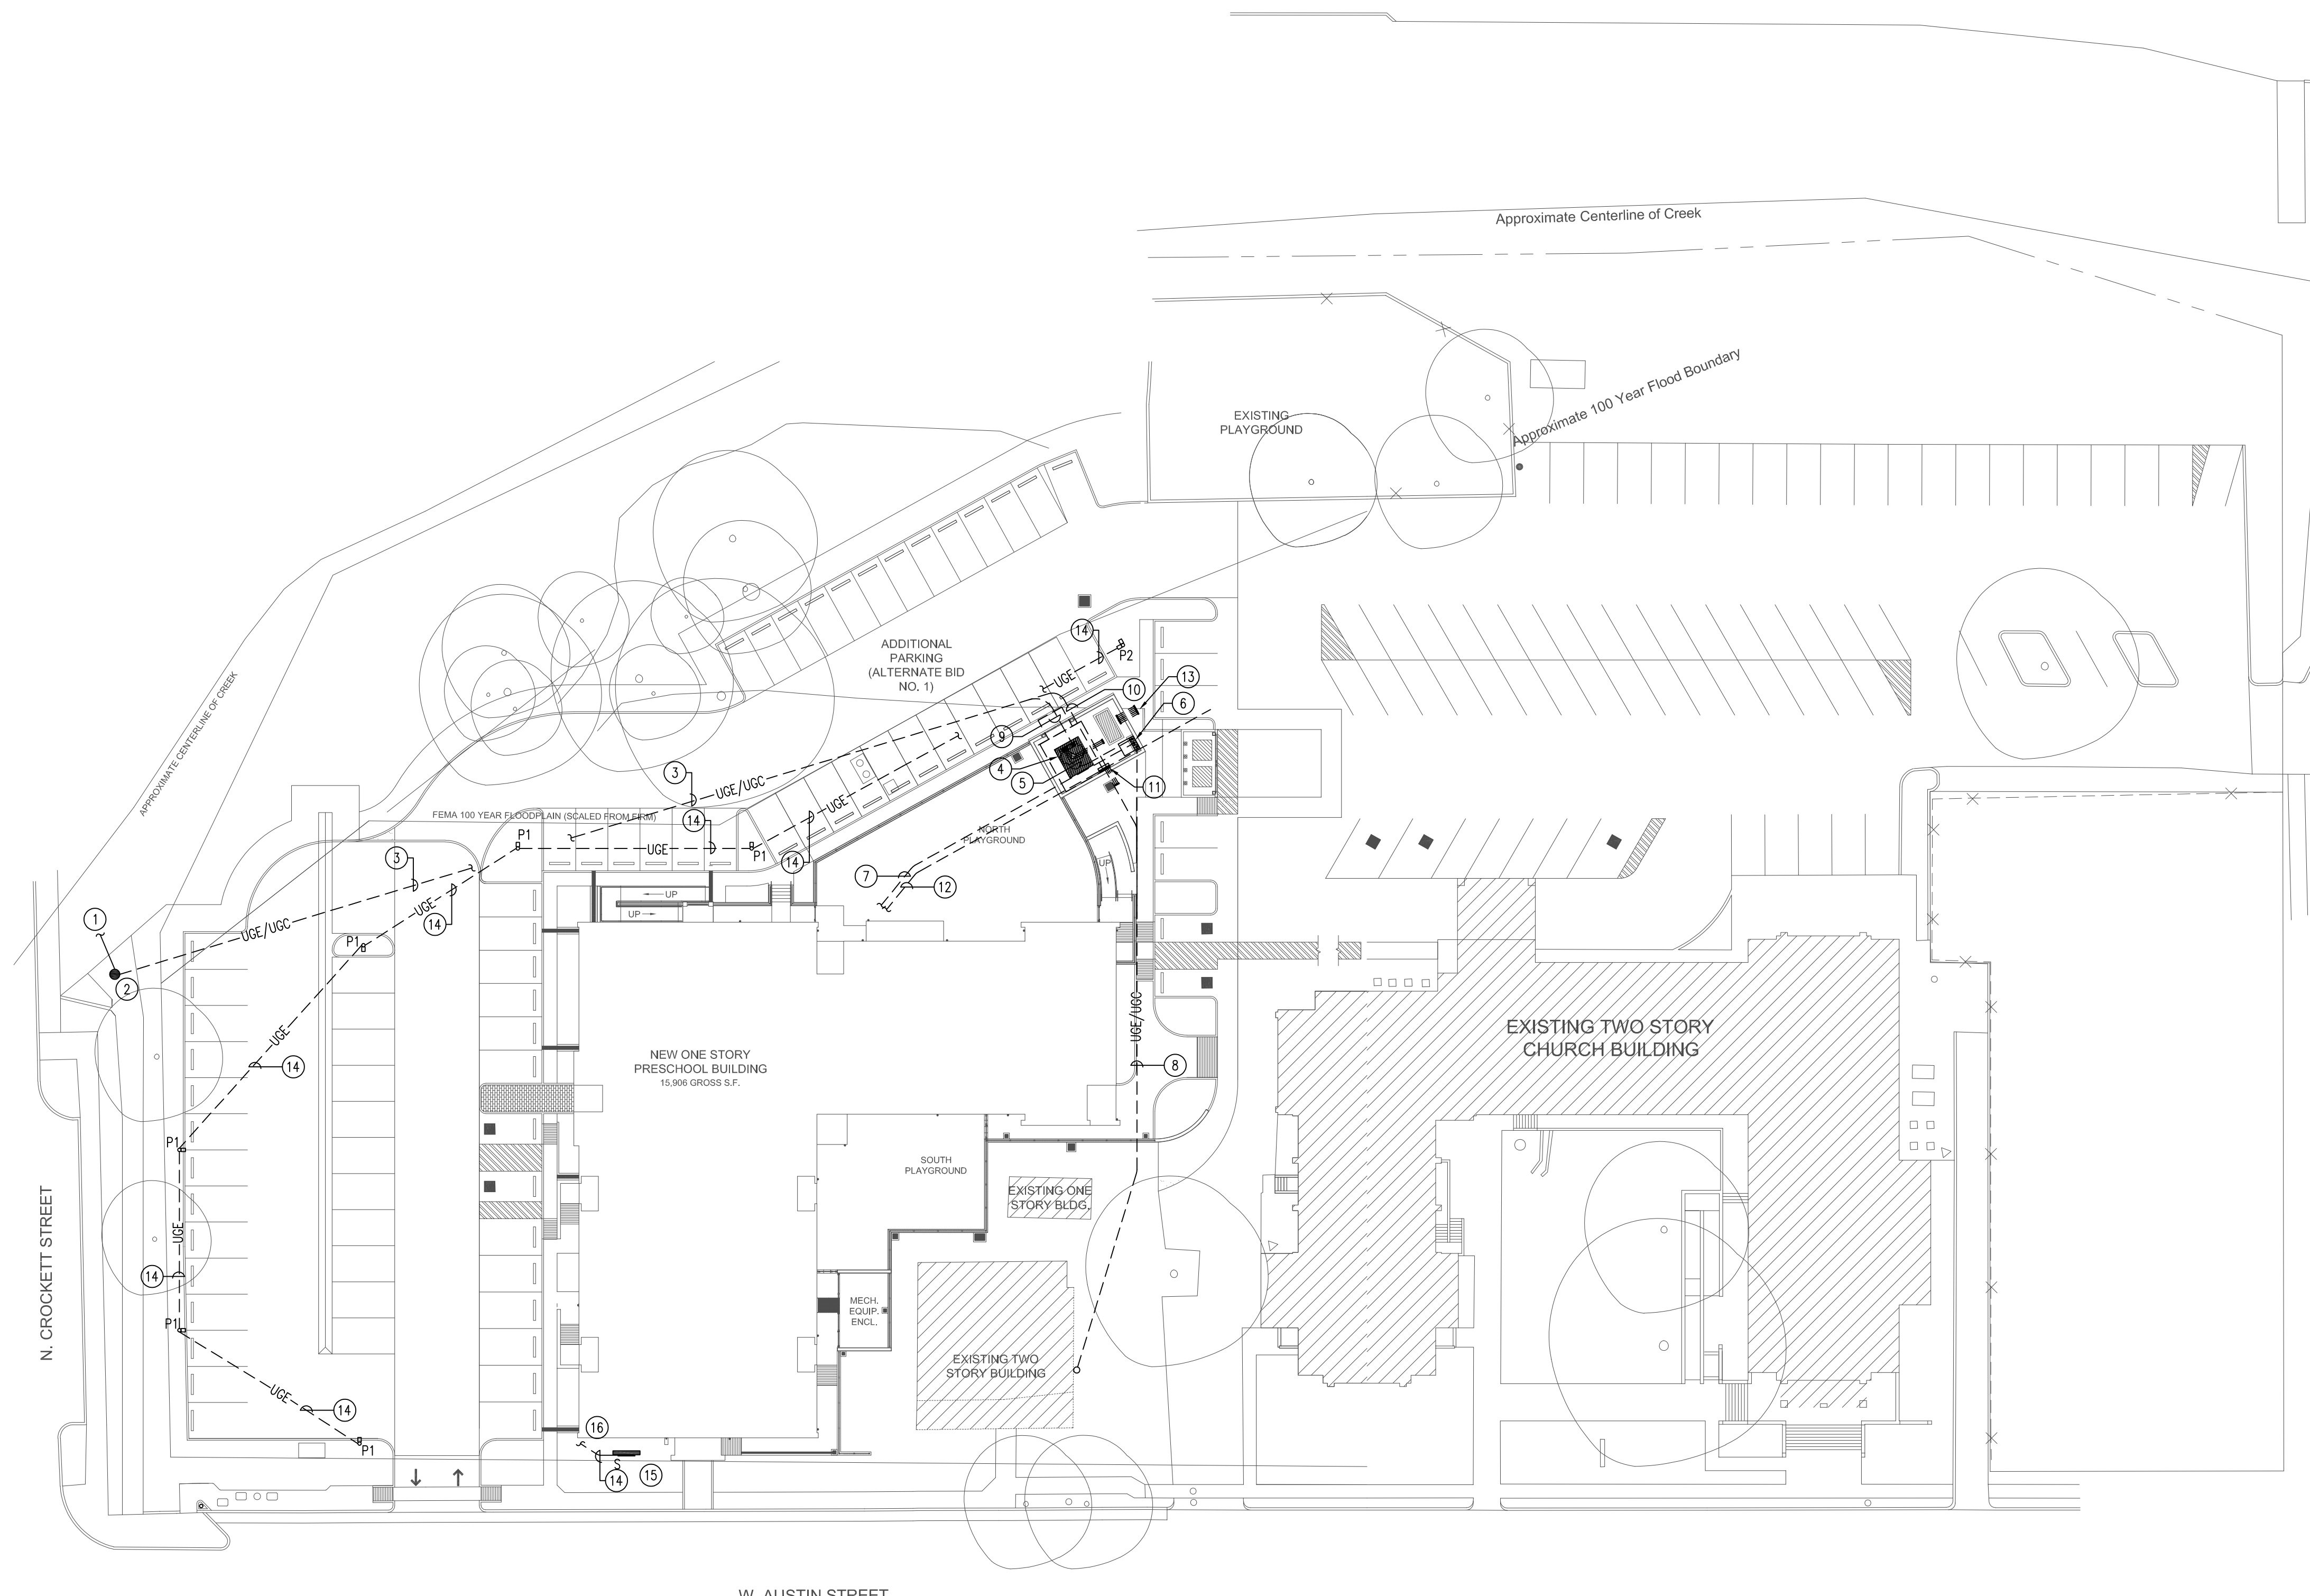 Approximate Centerline of Creek
Approximate 100 Year Flood Boundary
EXISTING
PLAYGROUND
APPROXIMATE CENTERLINE OF CREEK
ADDITIONAL
PARKING
(ALTERNATE BID
NO. 1)
14
P2
UGE
13
10
6
9
4
5
11
3
UGE/UGC
UGE
FEMA 100 YEAR FLOODPLAIN (SCALED FROM FIRM)
14
P1
UGE
P1
14
NORTH
PLAYGROUND
UP
3
7
12
14
UGE
UP
UP
1
UGE/UGC
P1
2
UGE
14
UGE/UGC
8
NEW ONE STORY
PRESCHOOL BUILDING
15,906 GROSS S.F.
EXISTING TWO STORY
CHURCH BUILDING
P1
SOUTH
PLAYGROUND
EXISTING ONE
STORY BLDG.
UGE
14
N. CROCKETT STREET
P1
MECH.
EQUIP.
ENCL.
EXISTING TWO
STORY BUILDING
UGE
14
P1
16
S
14
15
W. AUSTIN STREET